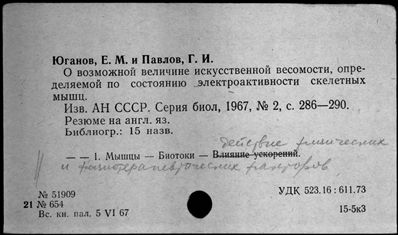 Юганов, Е. М. и Павлов, Г. И.
О возможной величине искусственной весомости, опре-
деляемой по состоянию электроактивности скелетных
мышц.
Изв. АН СССР. Серия биол, 1967, № 2, с. 286—290.
Резюме на англ. яз.
Библиогр.: 15 назв.
действие физических
— — 1. Мышцы — Биотоки — Влияние ускорений.
и физиотерапевтических факторов
№ 51909
УДК 523.16 : 611.73
21 № 654
15-5к3
Вс. кн. пал. 5 VI 67